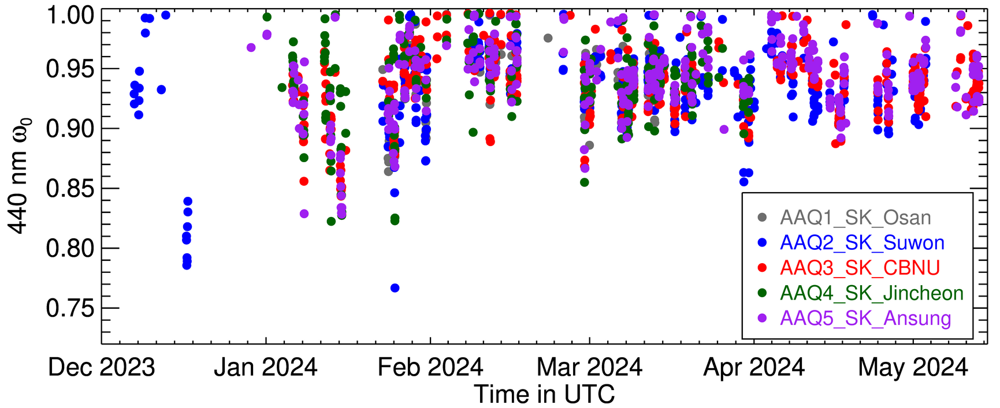 1.00
0.95
0.90
0.85
0.80
0.75
440 nm ω₀
Dec 2023 Jan 2024 Feb 2024 Mar 2024 Apr 2024 May 2024
Time in UTC
AAQ1_SK_Osan
AAQ2_SK_Suwon
AAQ3_SK_CBNU
AAQ4_SK_Jincheon
AAQ5_SK_Ansung